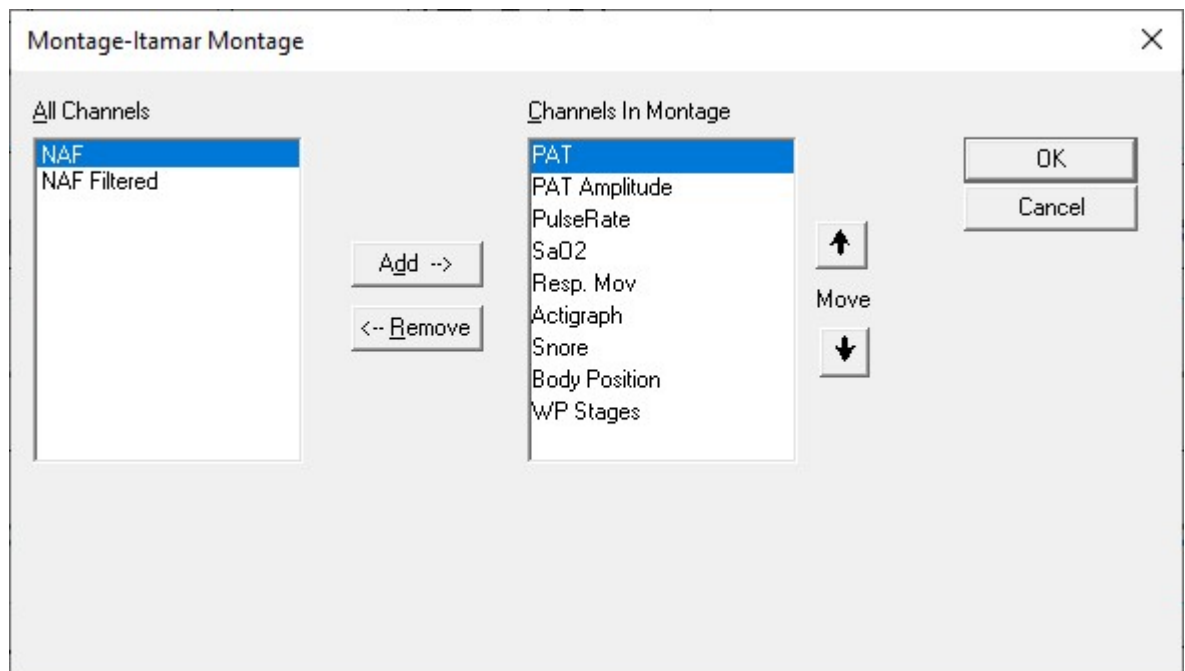 Montage-Itamar Montage
All Channels
NAF
NAF Filtered
Add -->
<-- Remove
Channels In Montage
PAT
PAT Amplitude
PulseRate
SaO2
Resp. Mov
Actigraph
Snore
Body Position
WP Stages
Move
OK
Cancel